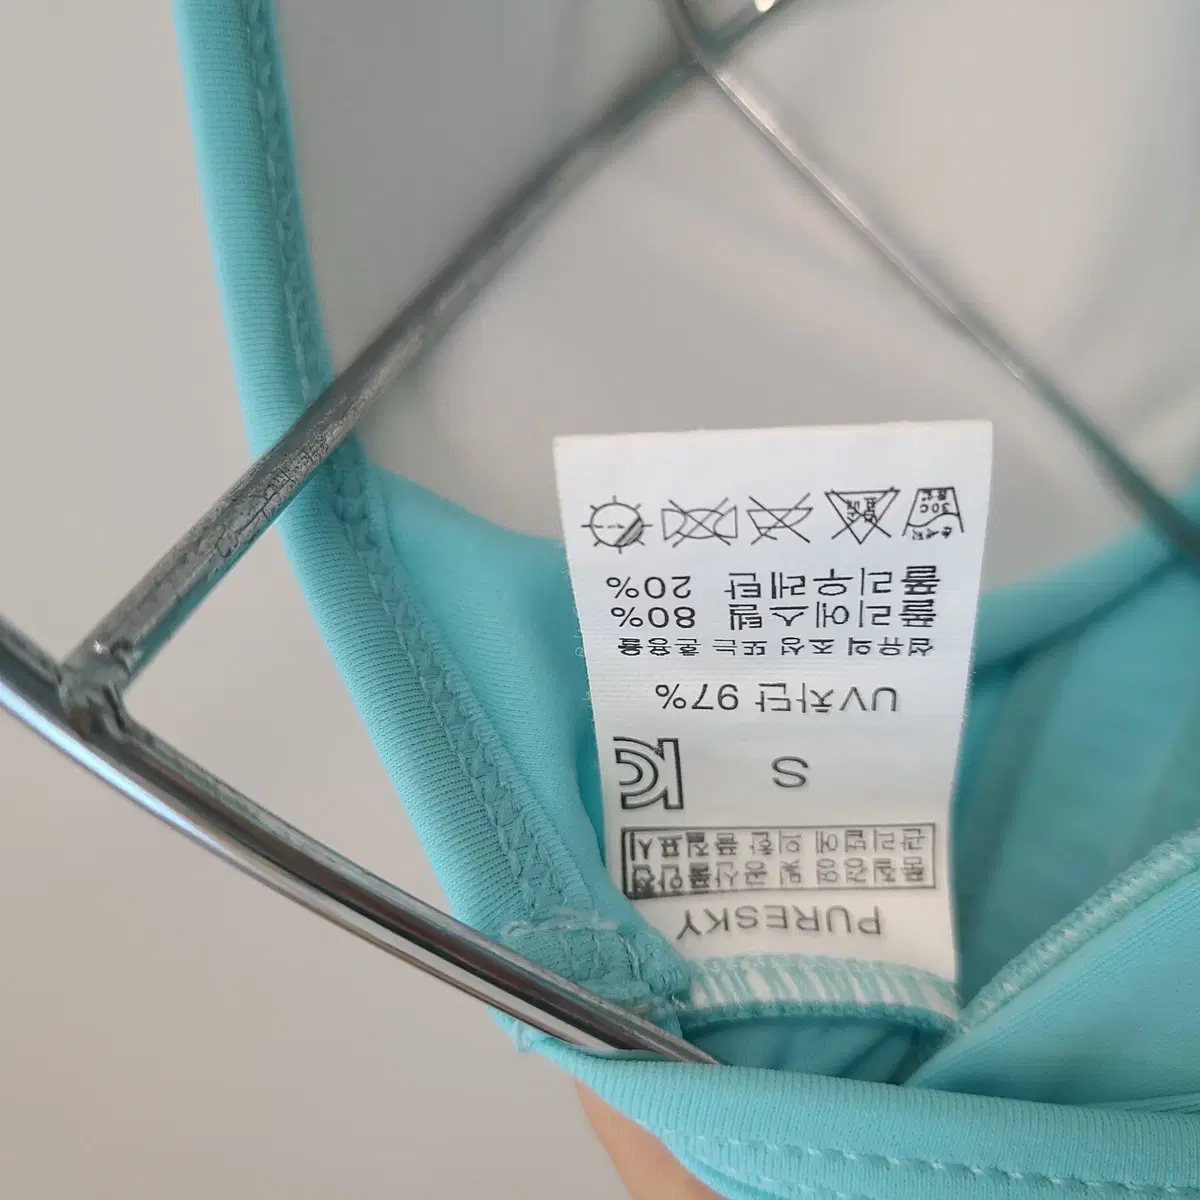 PURESKY
품질경영 및 공산품안전
관리법에 의한 품질표시
S
UV차단 97%
섬유의 조성 또는 혼용율
폴리에스텔 80%
폴리우레탄 20%